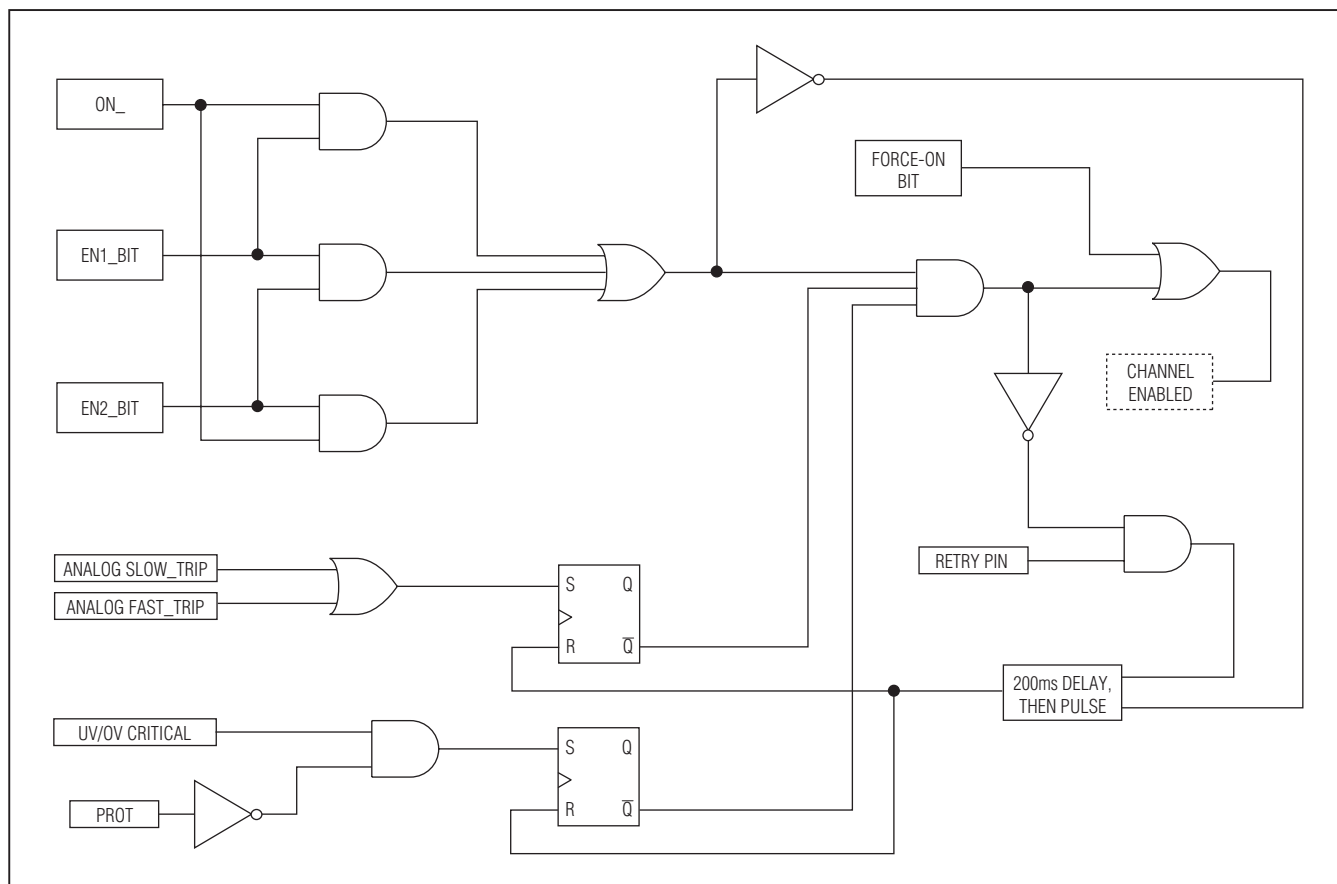 ON_
FORCE-ON
BIT
EN1_BIT
EN2_BIT
CHANNEL
ENABLED
ANALOG SLOW_TRIP
ANALOG FAST_TRIP
RETRY PIN
S Q
R Q̅
200ms DELAY,
THEN PULSE
UV/OV CRITICAL
S Q
R Q̅
PROT